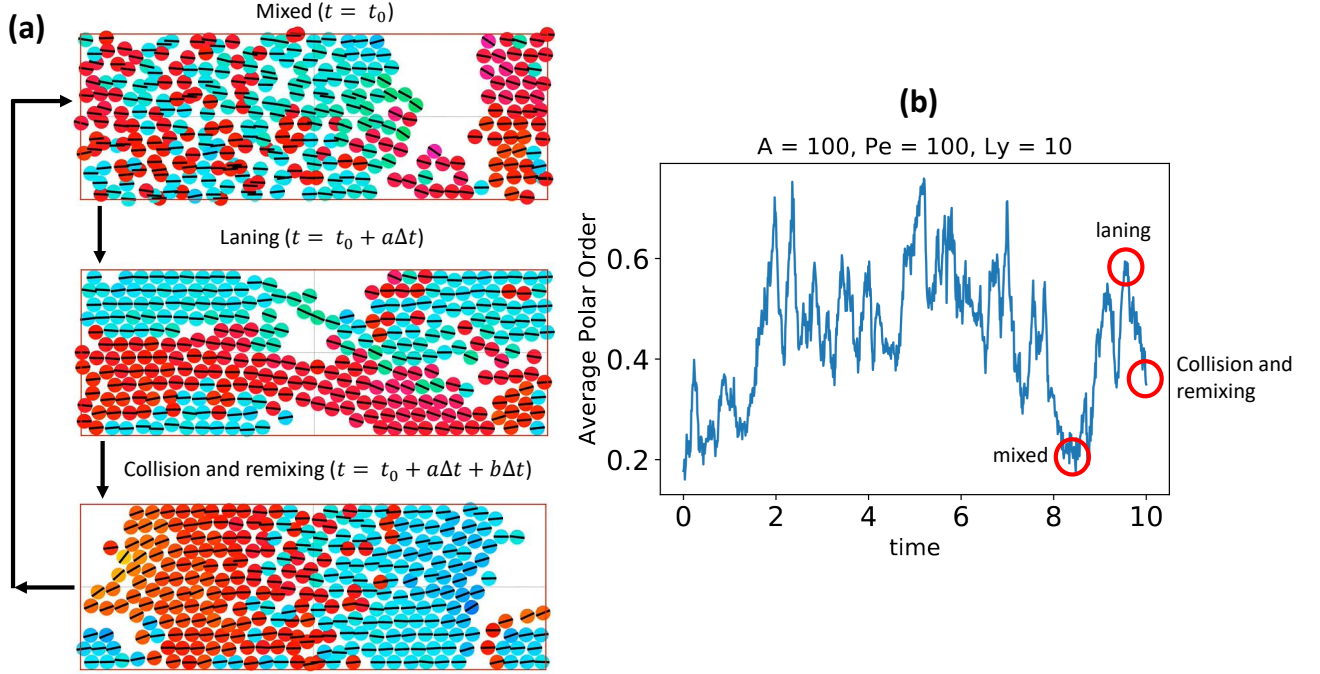 (a)
Mixed (t = t₀)
Laning (t = t₀ + aΔt)
Collision and remixing (t = t₀ + aΔt + bΔt)
(b)
A = 100, Pe = 100, Ly = 10
Average Polar Order
0.6
0.4
0.2
laning
Collision and
remixing
mixed
0 2 4 6 8 10
time